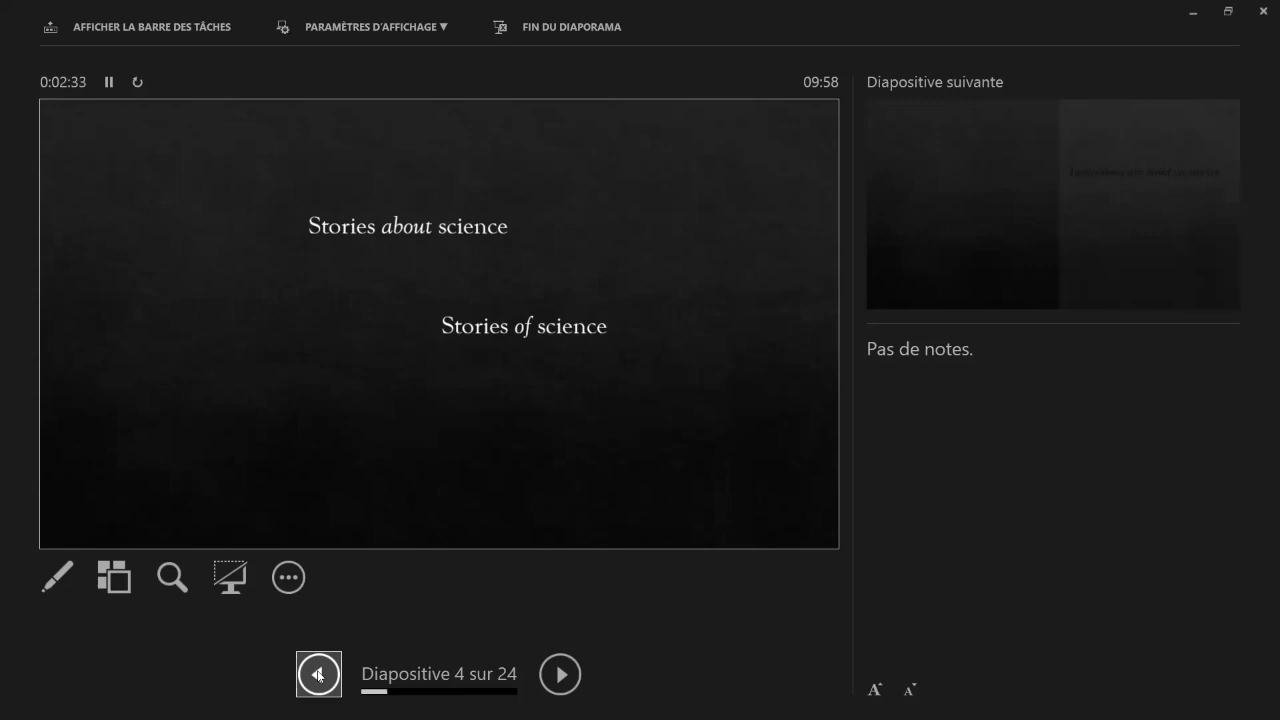 AFFICHER LA BARRE DES TÂCHES PARAMÈTRES D'AFFICHAGE ▼ FIN DU DIAPORAMA
0:02:33 09:58 Diapositive suivante
Stories about science
Stories of science
Pas de notes.
Diapositive 4 sur 24
A A